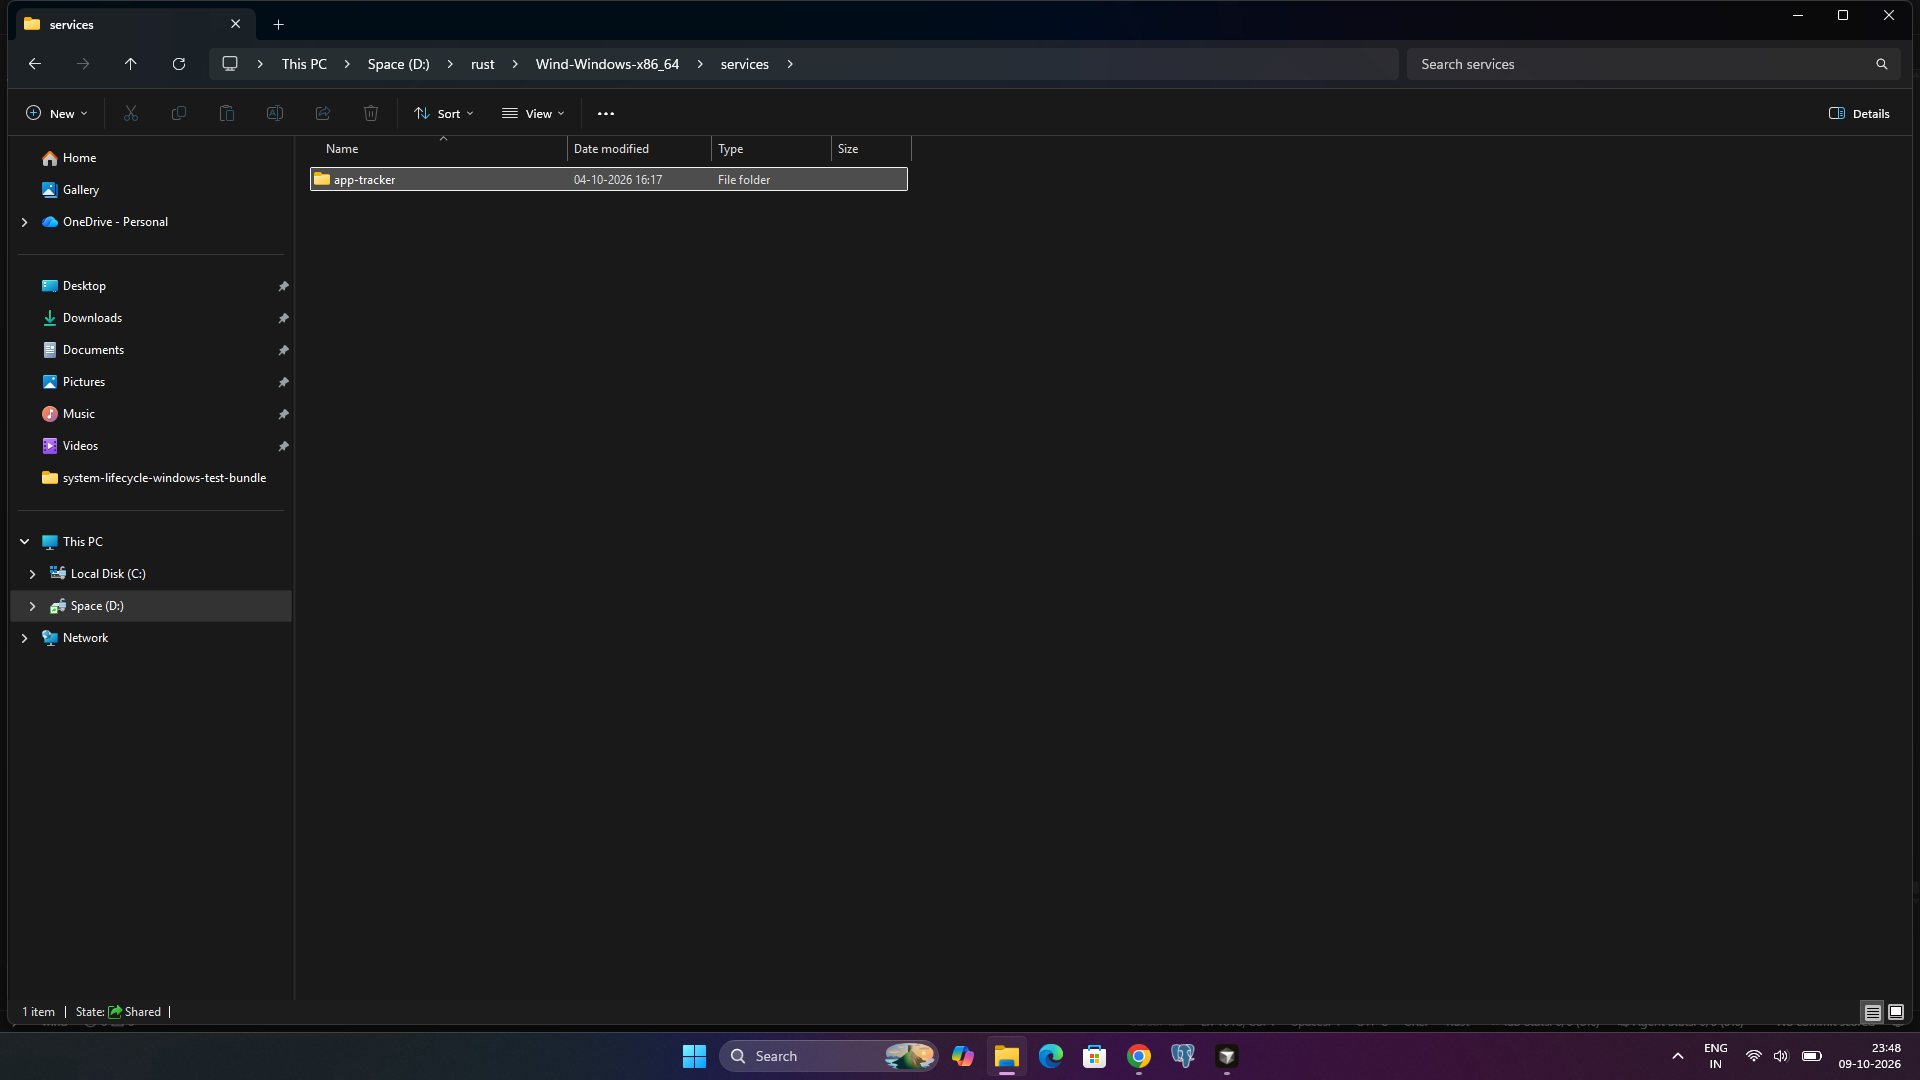 services
This PC
Space (D:)
rust
Wind-Windows-x86_64
services
Search services
New
Sort
View
Details
Name
Date modified
Type
Size
app-tracker
04-10-2026 16:17
File folder
Home
Gallery
OneDrive - Personal
Desktop
Downloads
Documents
Pictures
Music
Videos
system-lifecycle-windows-test-bundle
This PC
Local Disk (C:)
Space (D:)
Network
1 item
State:
Shared
Search
ENG
IN
23:48
09-10-2026